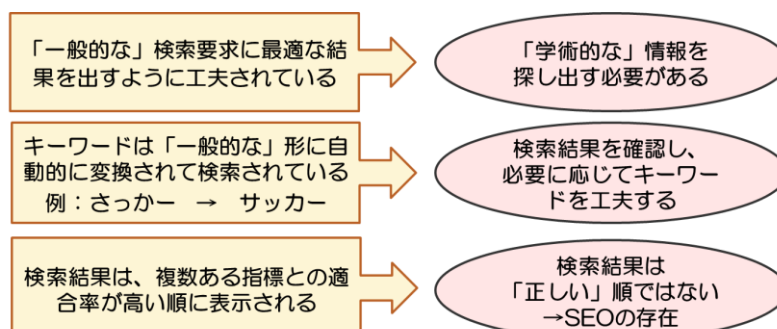 「一般的な」検索要求に最適な結
果を出すように工夫されている
「学術的な」情報を
探し出す必要がある
キーワードは「一般的な」形に自
動的に変換されて検索されている
例：さっかー → サッカー
検索結果を確認し、
必要に応じてキーワー
ドを工夫する
検索結果は、複数ある指標との適
合率が高い順に表示される
検索結果は
「正しい」順ではない
→SEOの存在